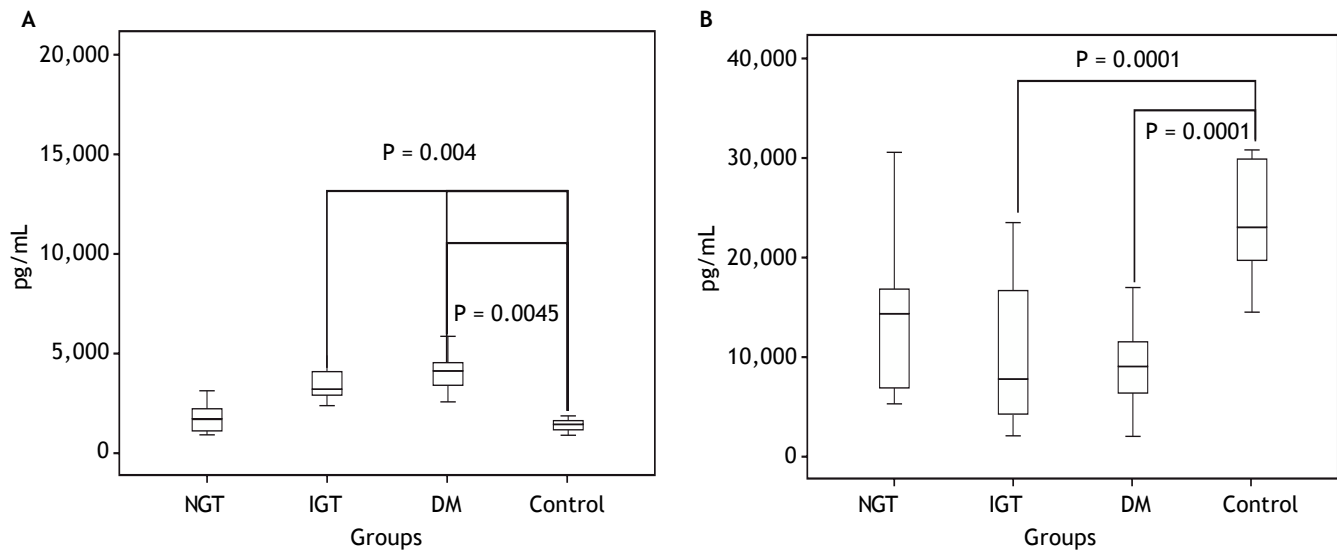 A
20,000
15,000
10,000
5,000
0
pg/mL
P = 0.004
P = 0.0045
NGT IGT DM Control
Groups
B
40,000
30,000
20,000
10,000
0
pg/mL
P = 0.0001
P = 0.0001
NGT IGT DM Control
Groups